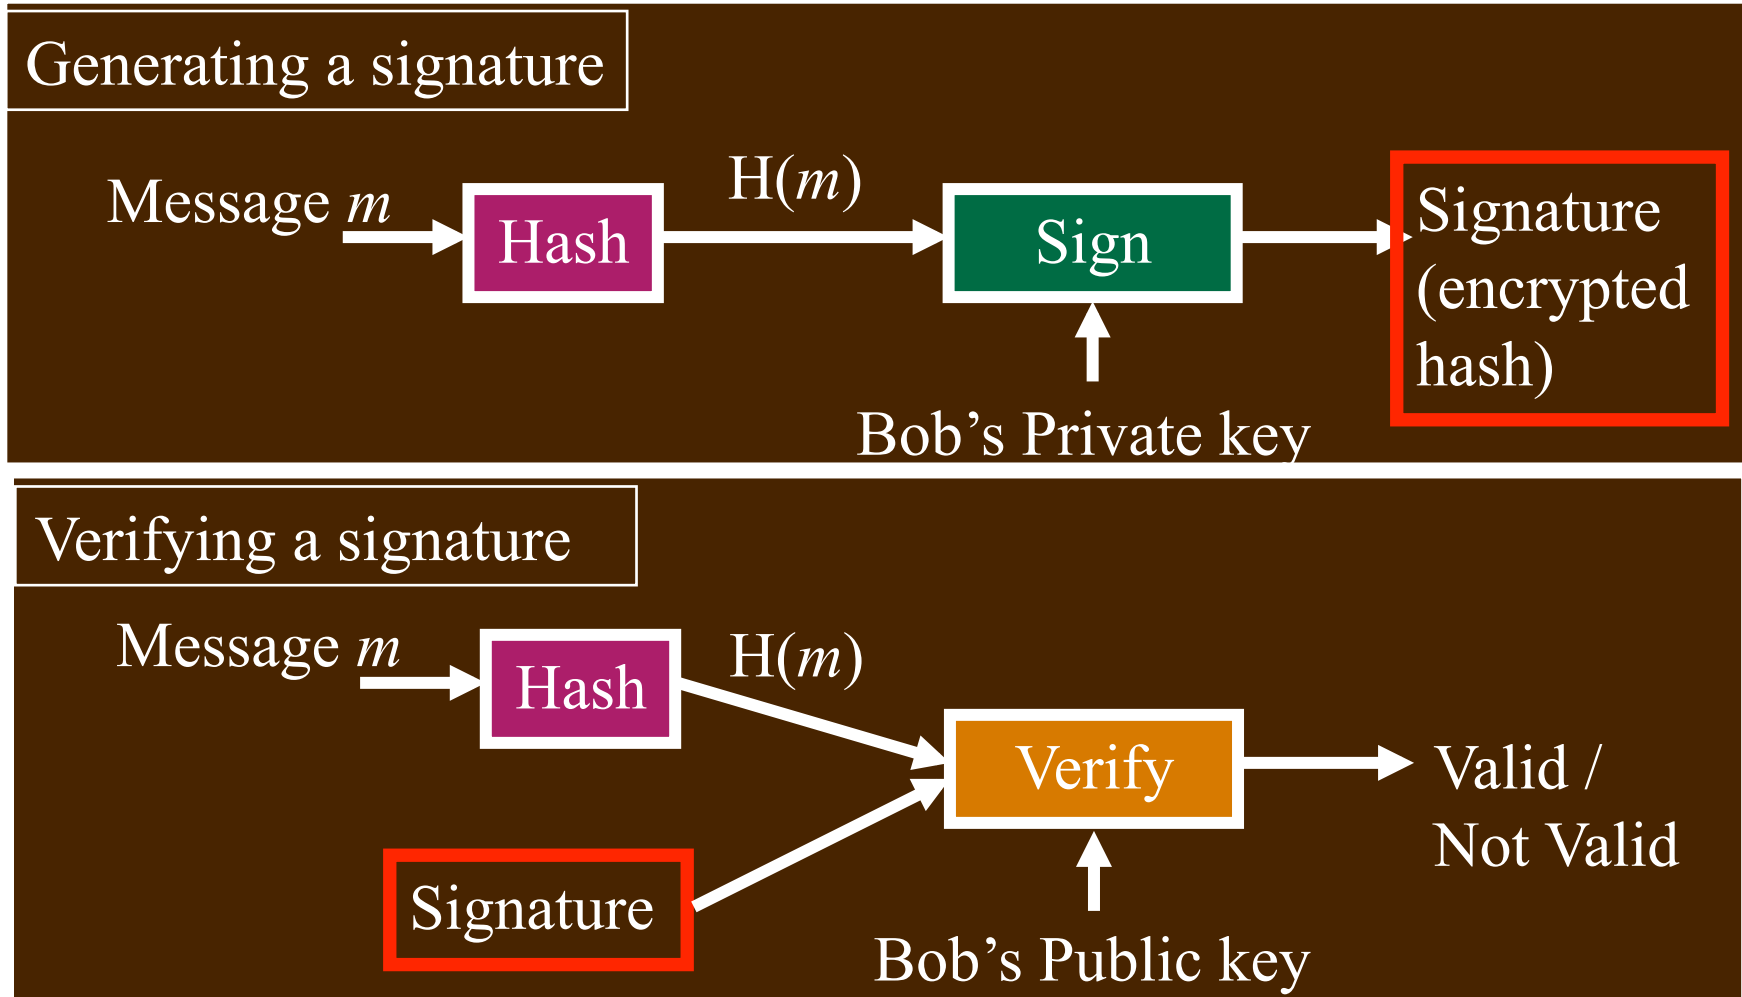 Generating a signature
Message m
Hash
H(m)
Sign
Signature
(encrypted
hash)
Bob’s Private key
Verifying a signature
Message m
Hash
H(m)
Verify
Valid /
Not Valid
Signature
Bob’s Public key